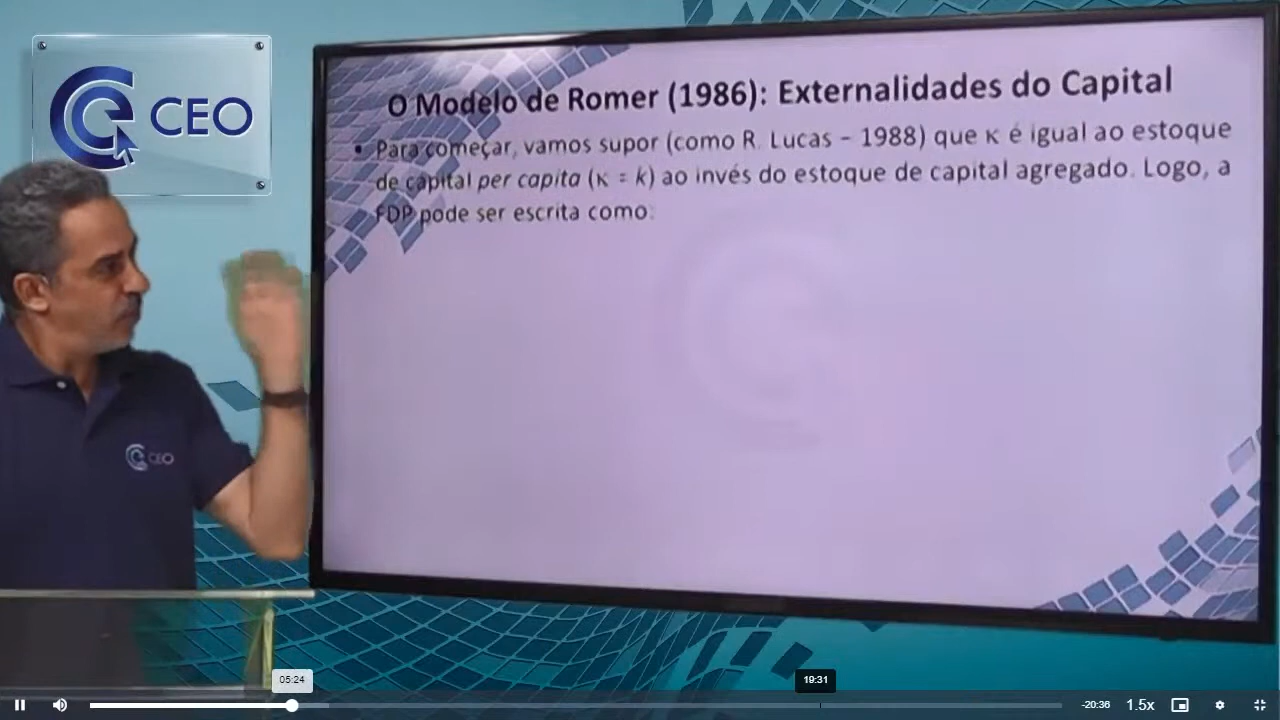 CEO
O Modelo de Romer (1986): Externalidades do Capital
• Para começar, vamos supor (como R. Lucas – 1988) que κ é igual ao estoque
de capital per capita (κ = k) ao invés do estoque de capital agregado. Logo, a
FDP pode ser escrita como:
CEO
05:24
19:31
-20:36
1.5x